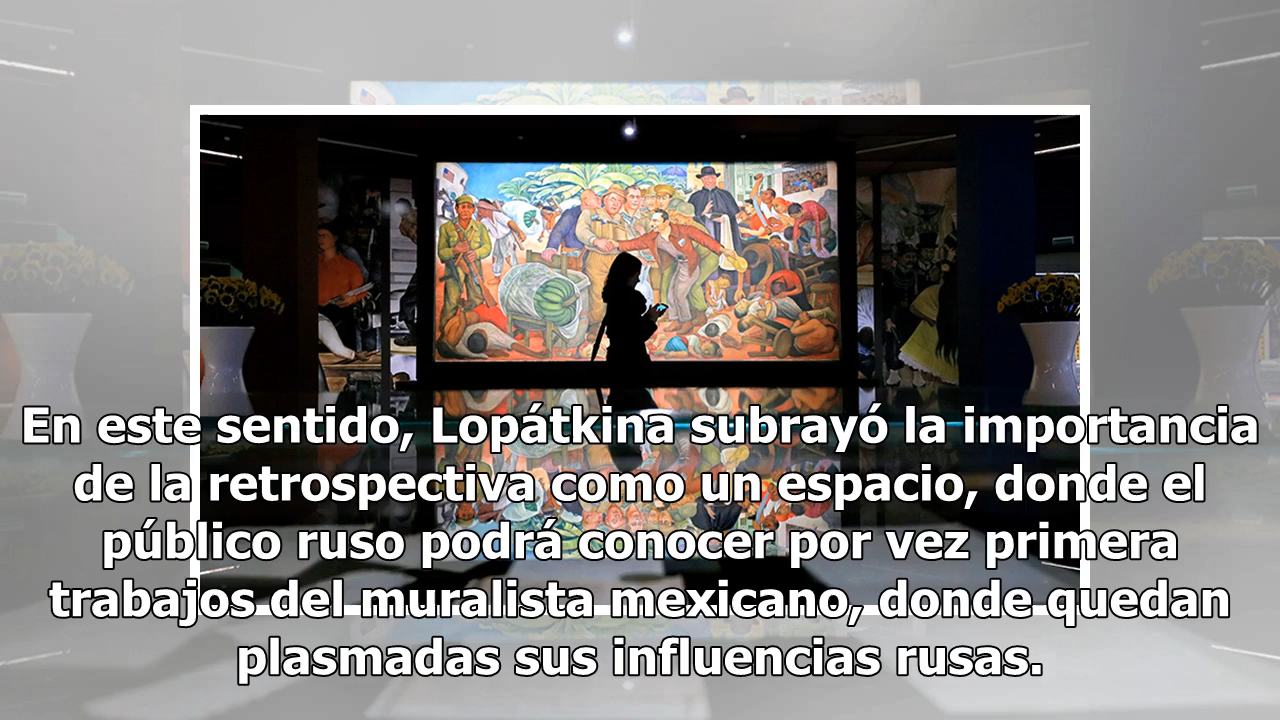 En este sentido, Lopátkina subrayó la importancia
de la retrospectiva como un espacio, donde el
público ruso podrá conocer por vez primera
trabajos del muralista mexicano, donde quedan
plasmadas sus influencias rusas.